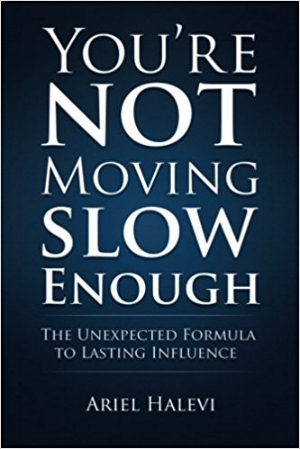 You're
NOT
Moving
SLOW
Enough
The Unexpected Formula
to Lasting Influence
Ariel Halevi